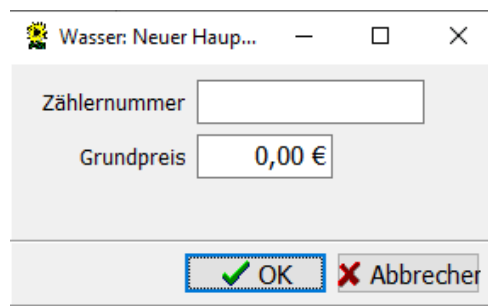 Wasser: Neuer Haup...
Zählernummer
Grundpreis 0,00 €
OK Abbrecher